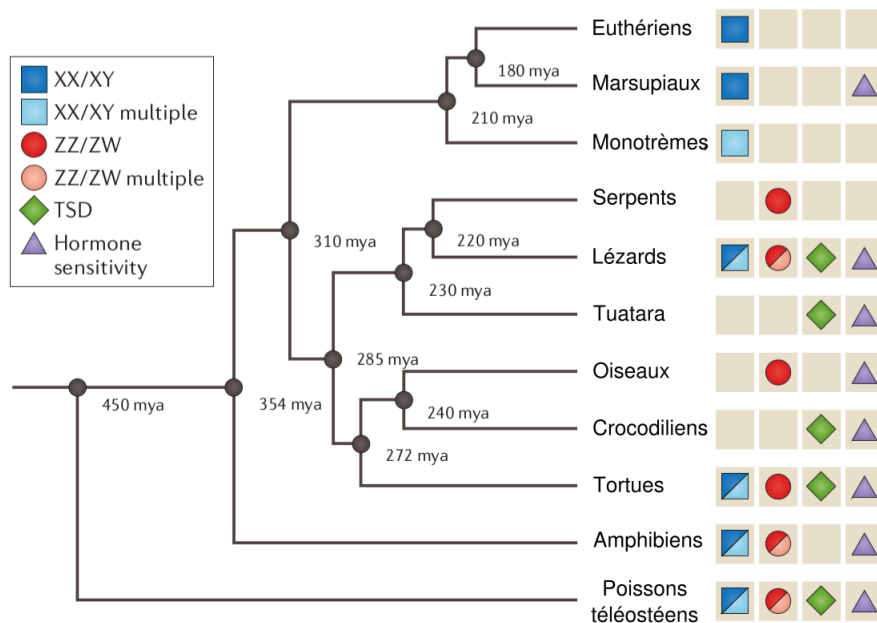 XX/XY
XX/XY multiple
ZZ/ZW
ZZ/ZW multiple
TSD
Hormone
sensitivity
Euthériens
180 mya
Marsupiaux
210 mya
Monotrèmes
Serpents
310 mya
220 mya
Lézards
230 mya
Tuatara
285 mya
Oiseaux
450 mya
354 mya
240 mya
Crocodiliens
272 mya
Tortues
Amphibiens
Poissons
téléostéens